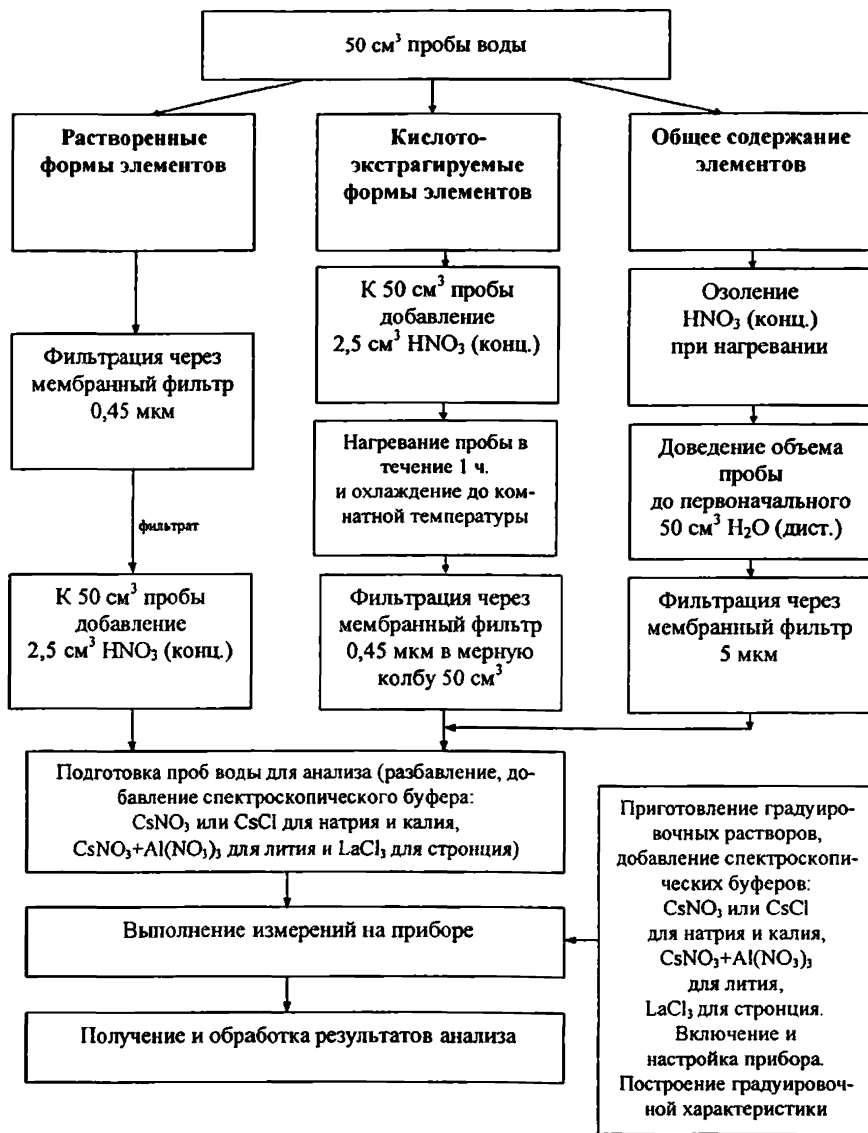 50 см³ пробы воды
Растворенные
формы элементов
Кислото-
экстрагируемые
формы элементов
Общее содержание
элементов
Фильтрация через
мембранный фильтр
0,45 мкм
фильтрат
К 50 см³ пробы
добавление
2,5 см³ HNO₃ (конц.)
К 50 см³ пробы
добавление
2,5 см³ HNO₃ (конц.)
Нагревание пробы в
течение 1 ч.
и охлаждение до ком-
натной температуры
Фильтрация через
мембранный фильтр
0,45 мкм в мерную
колбу 50 см³
Озоление
HNO₃ (конц.)
при нагревании
Доведение объема
пробы
до первоначального
50 см³ H₂O (дист.)
Фильтрация через
мембранный фильтр
5 мкм
Подготовка проб воды для анализа (разбавление, до-
бавление спектроскопического буфера:
CsNO₃ или CsCl для натрия и калия,
CsNO₃+Al(NO₃)₃ для лития и LaCl₃ для стронция)
Выполнение измерений на приборе
Получение и обработка результатов анализа
Приготовление градуиро-
вочных растворов,
добавление спектроскопи-
ческих буферов:
CsNO₃ или CsCl
для натрия и калия,
CsNO₃+Al(NO₃)₃
для лития,
LaCl₃ для стронция.
Включение и
настройка прибора.
Построение градуировоч-
ной характеристики